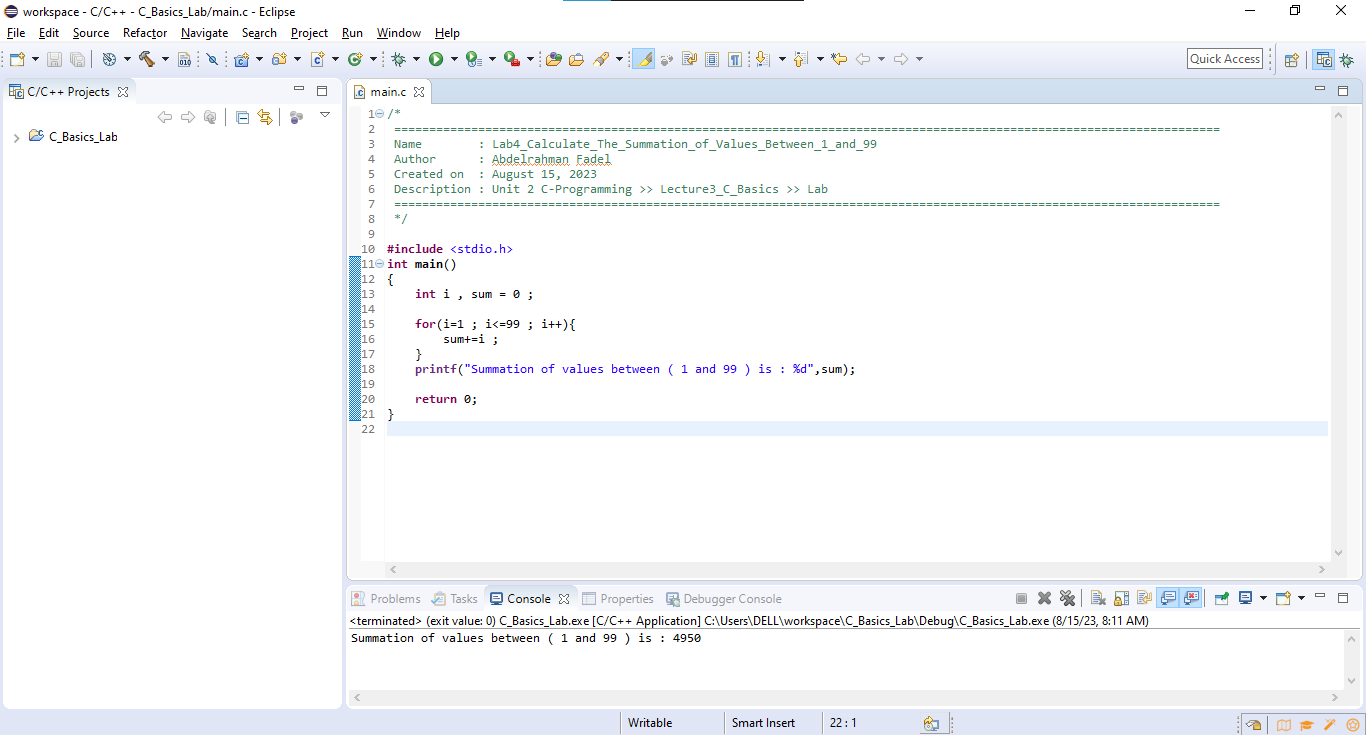 workspace - C/C++ - C_Basics_Lab/main.c - Eclipse
File Edit Source Refactor Navigate Search Project Run Window Help
Quick Access
C/C++ Projects
main.c
C_Basics_Lab
1 /*
2 ======================================================================================================================
3 Name        : Lab4_Calculate_The_Summation_of_Values_Between_1_and_99
4 Author      : Abdelrahman Fadel
5 Created on  : August 15, 2023
6 Description : Unit 2 C-Programming >> Lecture3_C_Basics >> Lab
7 ======================================================================================================================
8 */
9
10 #include <stdio.h>
11 int main()
12 {
13     int i , sum = 0 ;
14
15     for(i=1 ; i<=99 ; i++){
16         sum+=i ;
17     }
18     printf("Summation of values between ( 1 and 99 ) is : %d",sum);
19
20     return 0;
21 }
22
Problems Tasks Console Properties Debugger Console
<terminated> (exit value: 0) C_Basics_Lab.exe [C/C++ Application] C:\Users\DELL\workspace\C_Basics_Lab\Debug\C_Basics_Lab.exe (8/15/23, 8:11 AM)
Summation of values between ( 1 and 99 ) is : 4950
Writable Smart Insert 22 : 1